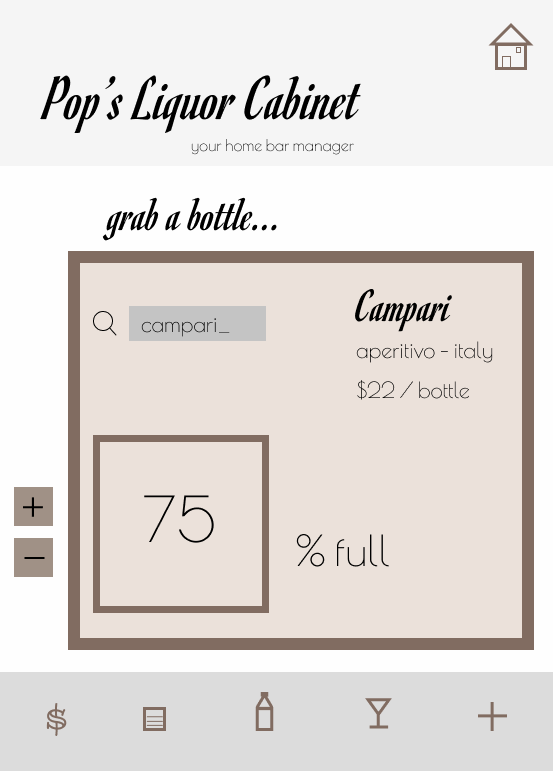 Pop's Liquor Cabinet
your home bar manager
grab a bottle...
campari_
Campari
aperitivo - italy
$22 / bottle
+
75
−
% full
$
+